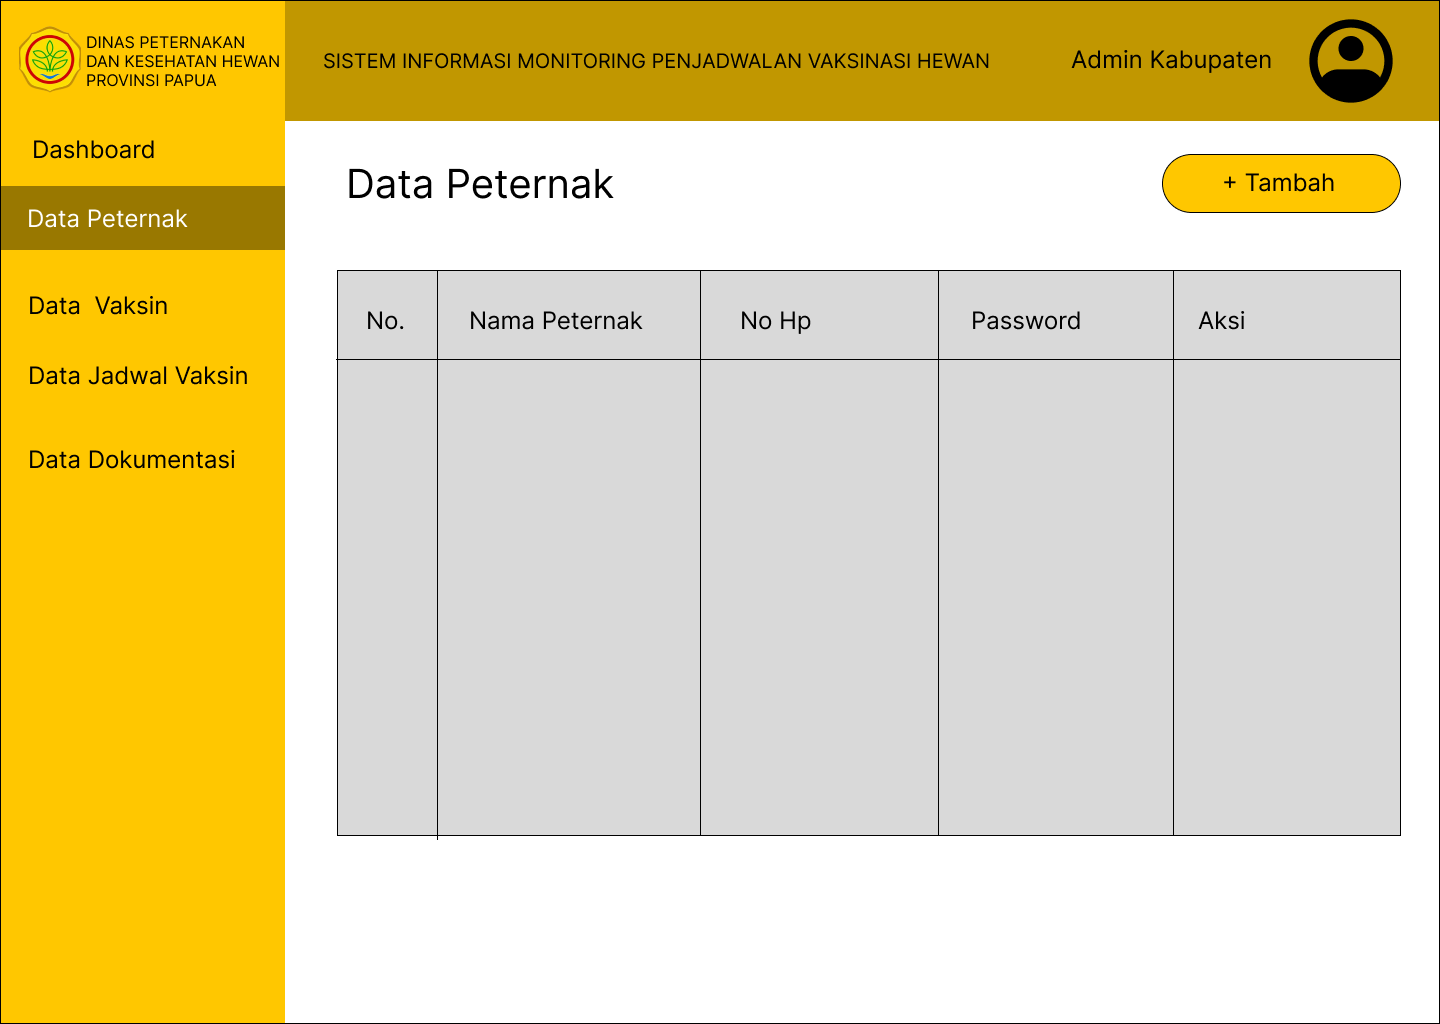 DINAS PETERNAKAN
DAN KESEHATAN HEWAN
PROVINSI PAPUA
SISTEM INFORMASI MONITORING PENJADWALAN VAKSINASI HEWAN
Admin Kabupaten
Dashboard
Data Peternak
Data  Vaksin
Data Jadwal Vaksin
Data Dokumentasi
Data Peternak
+ Tambah
No. Nama Peternak No Hp Password Aksi